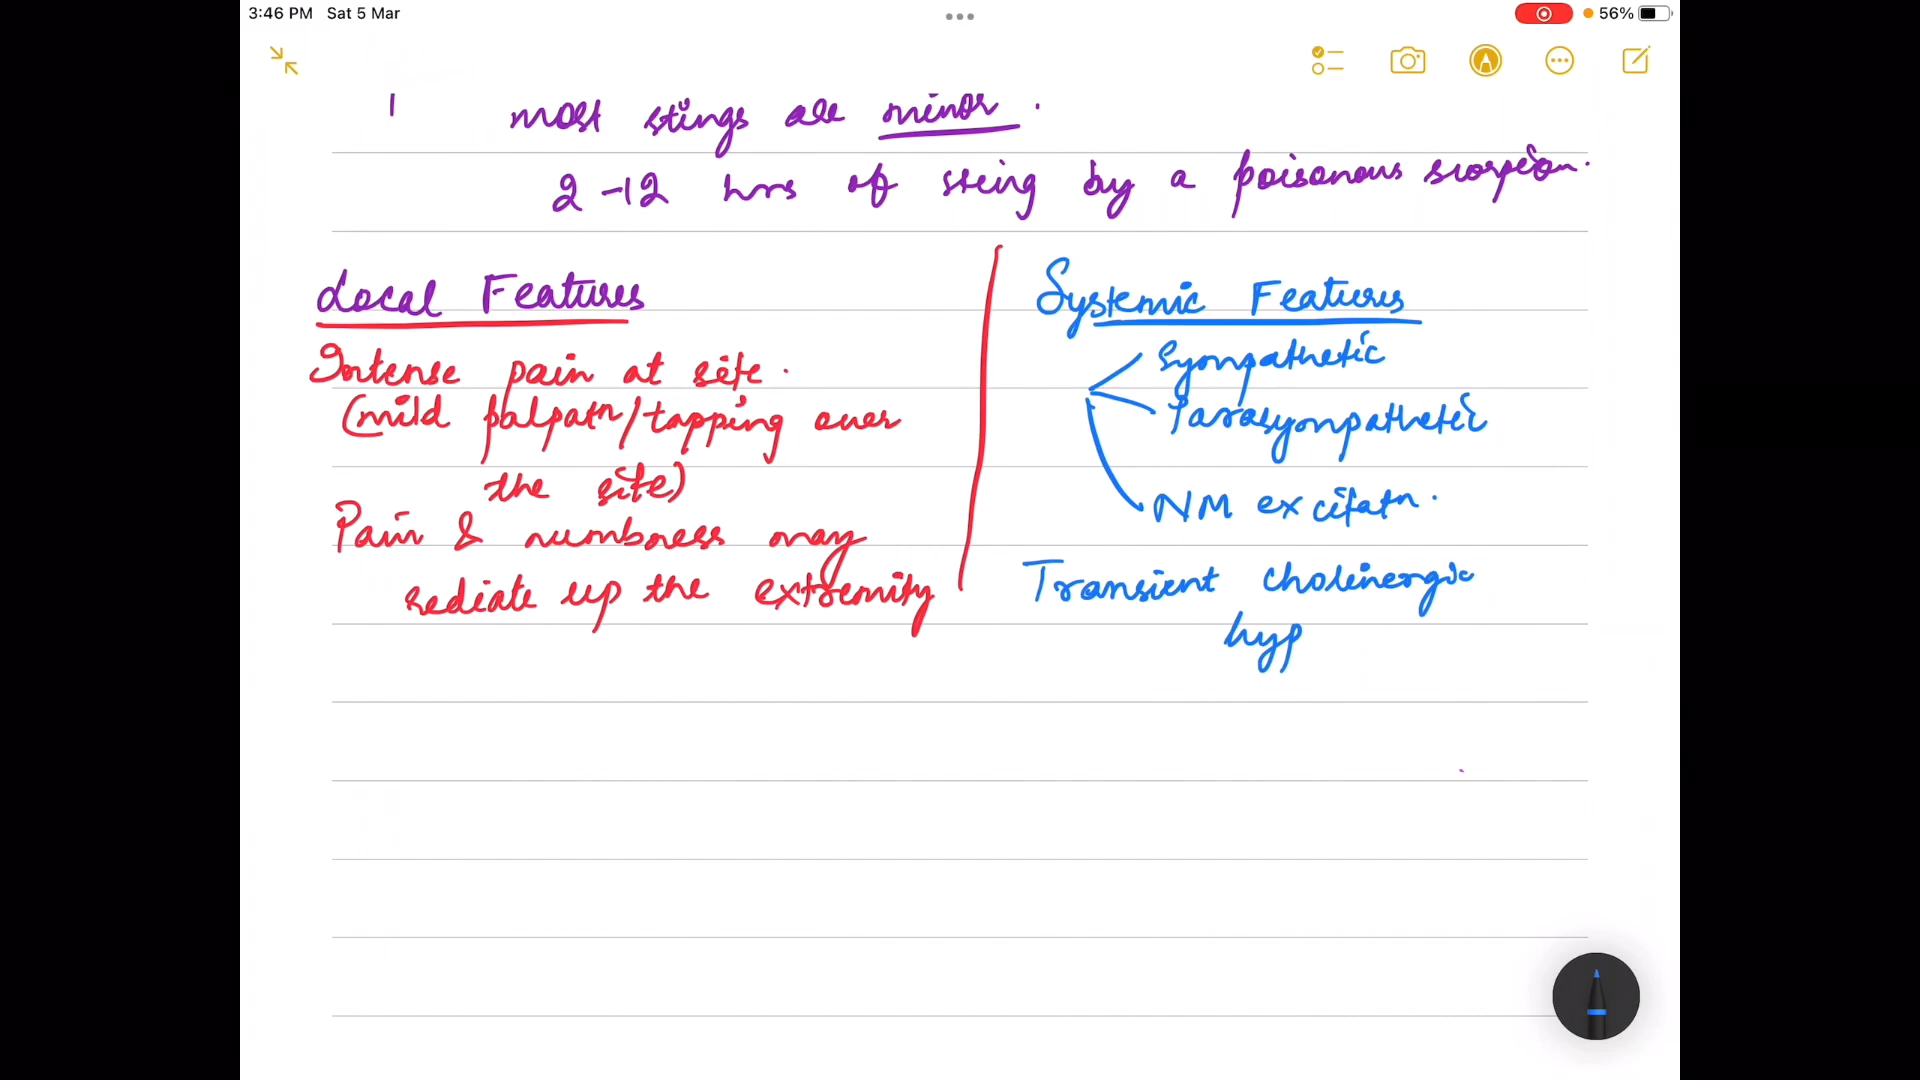 3:46 PM Sat 5 Mar
56%
most stings are minor.
2-12 hrs of sting by a poisonous scorpion.
Local Features
Intense pain at site.
(mild palpatn/tapping over
the site)
Pain & numbness may
radiate up the extremity
Systemic Features
Sympathetic
Parasympathetic
NM excitatn.
Transient cholinergic
hyp